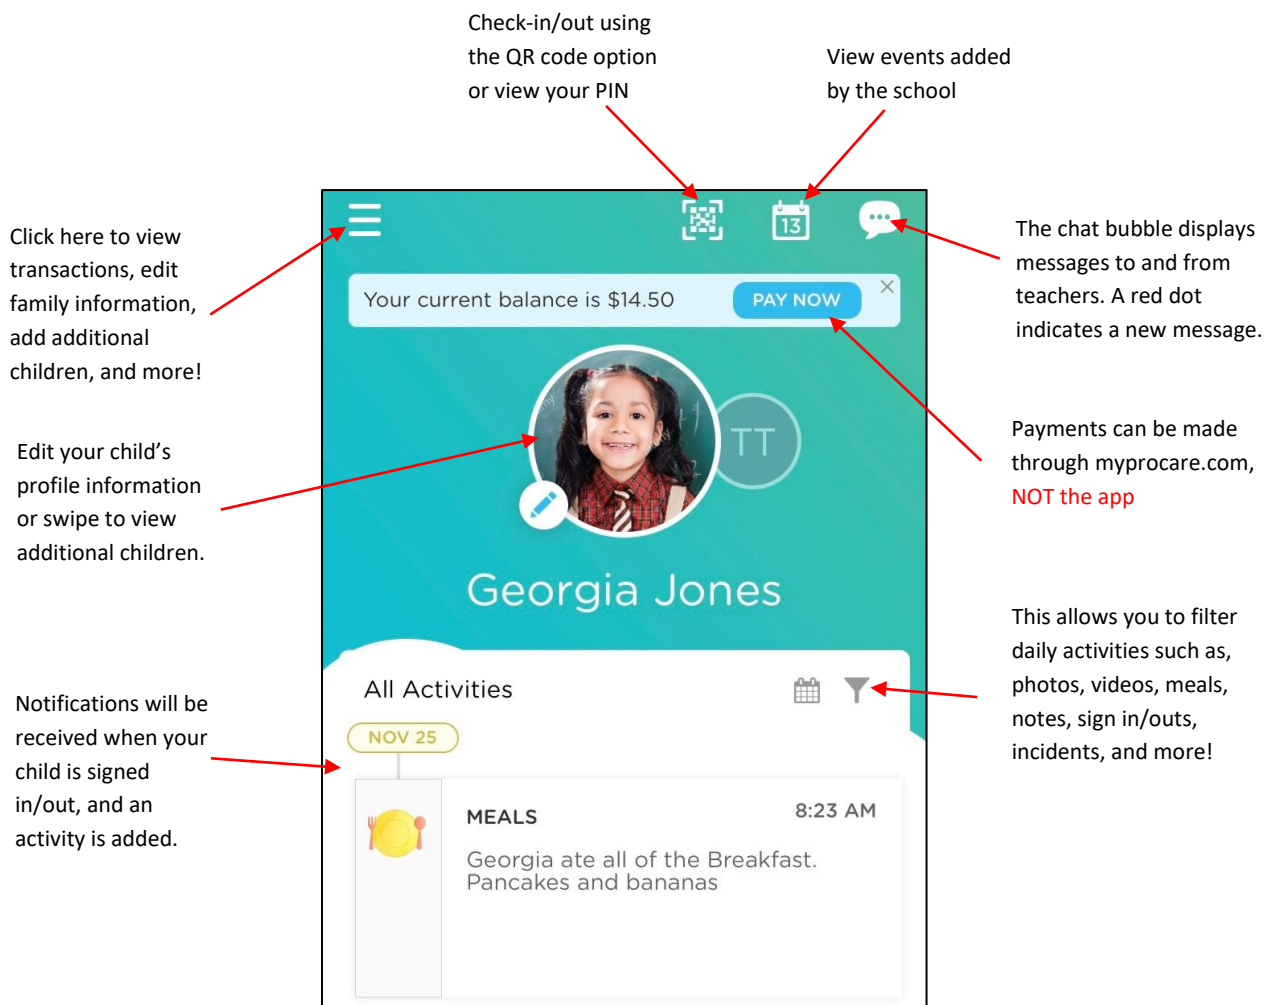 Check-in/out using
the QR code option
or view your PIN
View events added
by the school
Click here to view
transactions, edit
family information,
add additional
children, and more!
13
The chat bubble displays
messages to and from
teachers. A red dot
indicates a new message.
Your current balance is $14.50
PAY NOW
Edit your child's
profile information
or swipe to view
additional children.
TT
Payments can be made
through myprocare.com,
NOT the app
Georgia Jones
This allows you to filter
daily activities such as,
photos, videos, meals,
notes, sign in/outs,
incidents, and more!
Notifications will be
received when your
child is signed
in/out, and an
activity is added.
All Activities
NOV 25
MEALS
8:23 AM
Georgia ate all of the Breakfast.
Pancakes and bananas